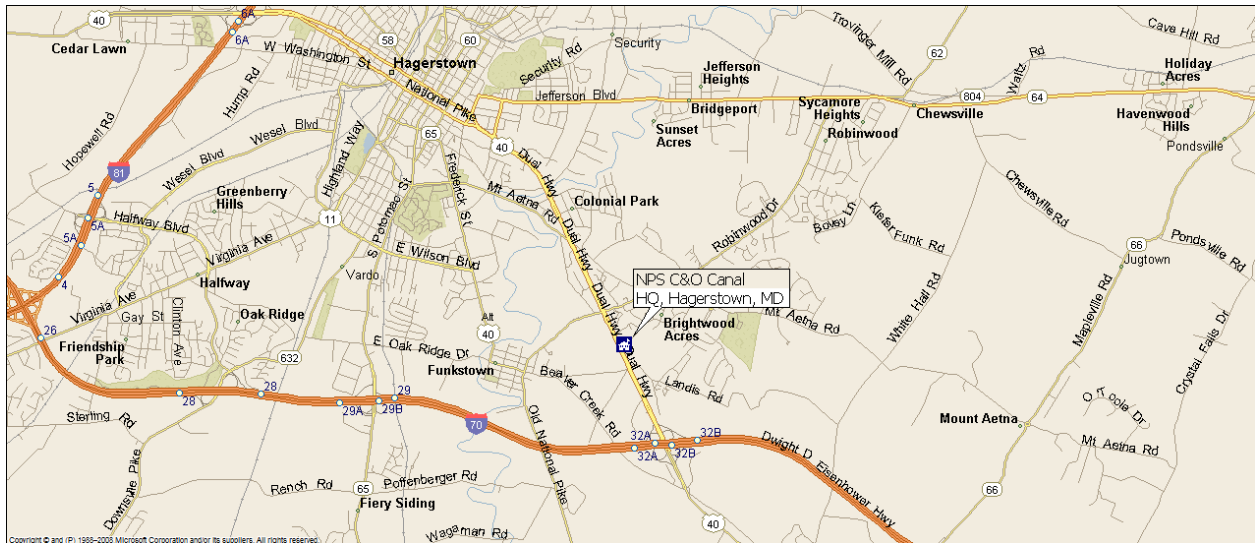 40
6A
6A
Cedar Lawn
W Washington St
58
60
Hagerstown
Security Rd
Security
Trovinger Mill Rd
62
Cave Hill Rd
Waltz Rd
Holiday
Acres
Jefferson
Heights
National Pike
Jefferson Blvd
Bridgeport
Sycamore
Heights
Robinwood
Chewsville
804
64
Havenwood
Hills
Pondsville
Hump Rd
Hopewell Rd
Wesel Blvd
Wesel Blvd
Highland Way
65
40
Sunset
Acres
Dual Hwy
81
5
5A
5A
4
Greenberry
Hills
Halfway Blvd
Virginia Ave
11
S Potomac St
Frederick St
Mt Aetna Rd
Colonial Park
Dual Hwy
Robinwood Dr
Bovey Ln
Kiefer
Funk Rd
Chewsville Rd
66
Pondsville
Rd
Jugtown
E Wilson Blvd
Vardo
Halfway
NPS C&O Canal
HQ, Hagerstown, MD
Dual Hwy
Brightwood
Acres
Mt Aetna Rd
White Hall Rd
Mapleville Rd
Crystal Falls Dr
Virginia Ave
Gay St
Clinton Ave
Oak Ridge
26
Friendship
Park
632
Alt
40
E Oak Ridge Dr
Funkstown
Beaver Creek Rd
Dual Hwy
Landis Rd
28
28
29
29A
29B
70
Old National Pike
32A
32A
32B
32B
Dwight D Eisenhower Hwy
Mount Aetna
O Toole Dr
Mt Aetna Rd
Sterling Rd
Downsville Pike
Rench Rd
65
Poffenberger Rd
Fiery Siding
Wagaman Rd
40
66
Copyright © and (P) 1988–2008 Microsoft Corporation and/or its suppliers. All rights reserved.